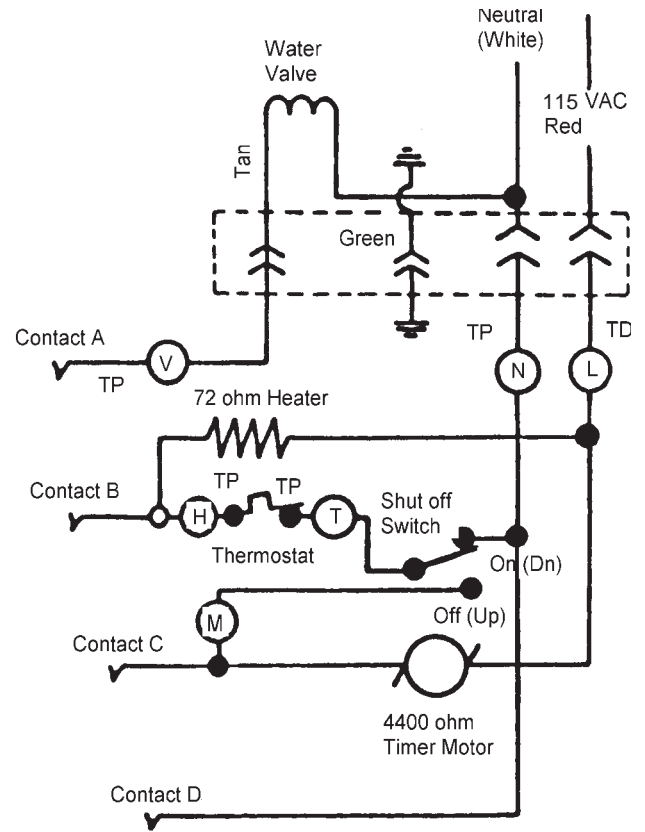 Neutral
(White)
Water
Valve
115 VAC
Red
Tan
Green
Contact A
TP
TD
V
TP
N
L
72 ohm Heater
Contact B
TP
TP
H
T
Shut off
Switch
Thermostat
On (Dn)
Off (Up)
M
Contact C
4400 ohm
Timer Motor
Contact D